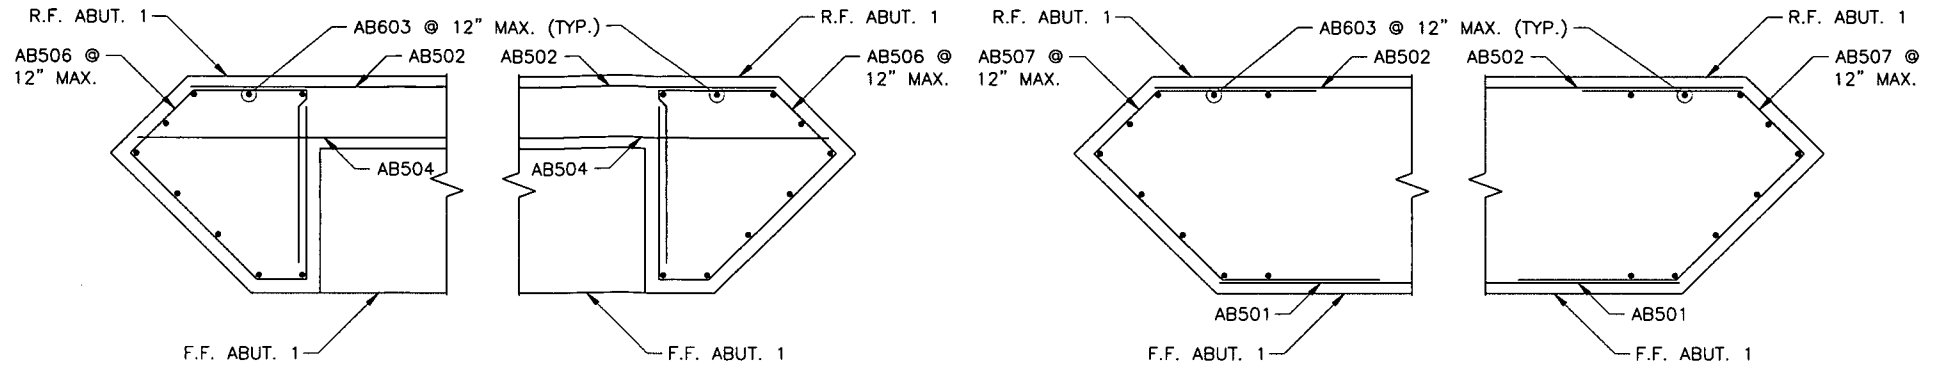 R.F. ABUT. 1
AB603 @ 12" MAX. (TYP.)
R.F. ABUT. 1
AB506 @
12" MAX.
AB502
AB502
AB506 @
12" MAX.
AB504
AB504
F.F. ABUT. 1
F.F. ABUT. 1
R.F. ABUT. 1
AB603 @ 12" MAX. (TYP.)
R.F. ABUT. 1
AB507 @
12" MAX.
AB502
AB502
AB507 @
12" MAX.
AB501
AB501
F.F. ABUT. 1
F.F. ABUT. 1